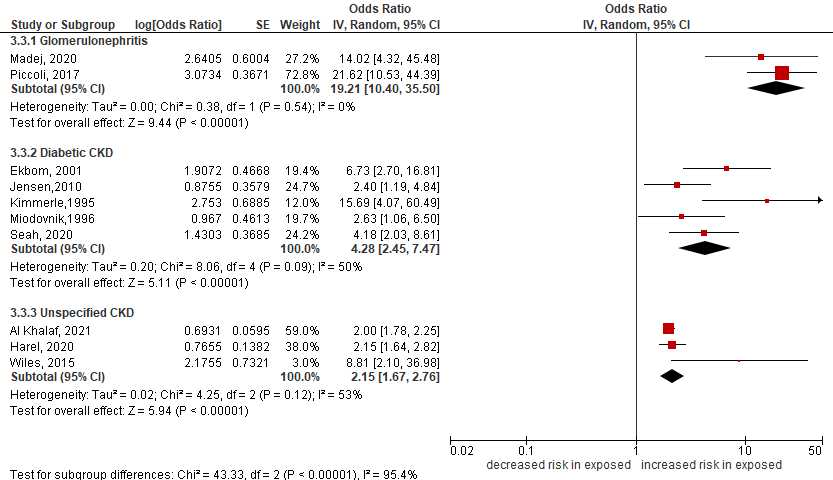 Odds Ratio Odds Ratio
Study or Subgroup log[Odds Ratio] SE Weight IV, Random, 95% CI IV, Random, 95% CI
3.3.1 Glomerulonephritis
Madej, 2020 2.6405 0.6004 27.2% 14.02 [4.32, 45.48]
Piccoli, 2017 3.0734 0.3671 72.8% 21.62 [10.53, 44.39]
Subtotal (95% CI) 100.0% 19.21 [10.40, 35.50]
Heterogeneity: Tau² = 0.00; Chi² = 0.38, df = 1 (P = 0.54); I² = 0%
Test for overall effect: Z = 9.44 (P < 0.00001)
3.3.2 Diabetic CKD
Ekbom, 2001 1.9072 0.4668 19.4% 6.73 [2.70, 16.81]
Jensen,2010 0.8755 0.3579 24.7% 2.40 [1.19, 4.84]
Kimmerle,1995 2.753 0.6885 12.0% 15.69 [4.07, 60.49]
Miodovnik,1996 0.967 0.4613 19.7% 2.63 [1.06, 6.50]
Seah, 2020 1.4303 0.3685 24.2% 4.18 [2.03, 8.61]
Subtotal (95% CI) 100.0% 4.28 [2.45, 7.47]
Heterogeneity: Tau² = 0.20; Chi² = 8.06, df = 4 (P = 0.09); I² = 50%
Test for overall effect: Z = 5.11 (P < 0.00001)
3.3.3 Unspecified CKD
Al Khalaf, 2021 0.6931 0.0595 59.0% 2.00 [1.78, 2.25]
Harel, 2020 0.7655 0.1382 38.0% 2.15 [1.64, 2.82]
Wiles, 2015 2.1755 0.7321 3.0% 8.81 [2.10, 36.98]
Subtotal (95% CI) 100.0% 2.15 [1.67, 2.76]
Heterogeneity: Tau² = 0.02; Chi² = 4.25, df = 2 (P = 0.12); I² = 53%
Test for overall effect: Z = 5.94 (P < 0.00001)
0.02 0.1 1 10 50
decreased risk in exposed increased risk in exposed
Test for subgroup differences: Chi² = 43.33, df = 2 (P < 0.00001), I² = 95.4%